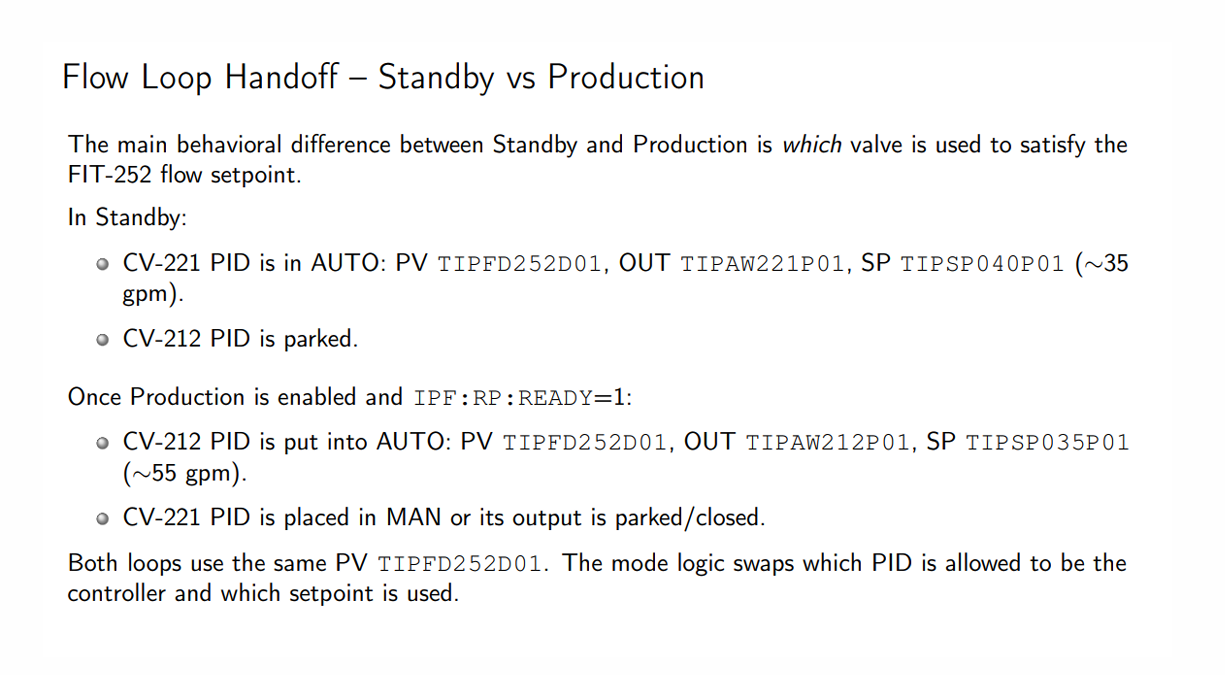 Flow Loop Handoff – Standby vs Production
The main behavioral difference between Standby and Production is which valve is used to satisfy the
FIT-252 flow setpoint.
In Standby:
CV-221 PID is in AUTO: PV TIPFD252D01, OUT TIPAW221P01, SP TIPSP040P01 (∼35
gpm).
CV-212 PID is parked.
Once Production is enabled and IPF:RP:READY=1:
CV-212 PID is put into AUTO: PV TIPFD252D01, OUT TIPAW212P01, SP TIPSP035P01
(∼55 gpm).
CV-221 PID is placed in MAN or its output is parked/closed.
Both loops use the same PV TIPFD252D01. The mode logic swaps which PID is allowed to be the
controller and which setpoint is used.